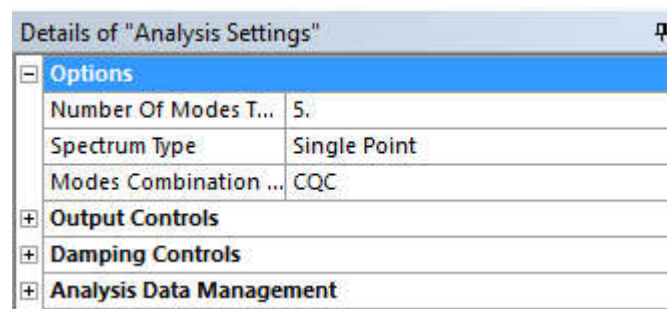 Details of "Analysis Settings"
Options
Number Of Modes T... 5.
Spectrum Type Single Point
Modes Combination ... CQC
Output Controls
Damping Controls
Analysis Data Management